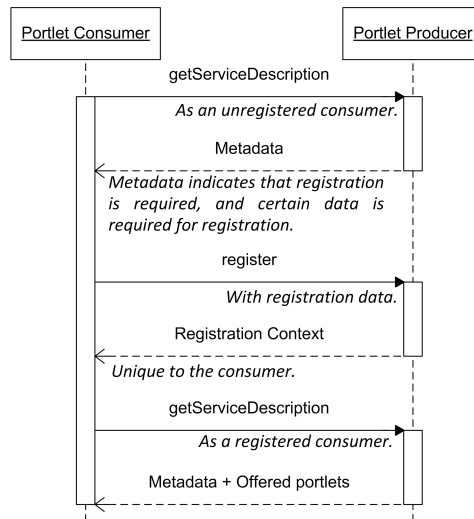 Portlet Consumer
Portlet Producer
getServiceDescription
As an unregistered consumer.
Metadata
Metadata indicates that registration
is required, and certain data is
required for registration.
register
With registration data.
Registration Context
Unique to the consumer.
getServiceDescription
As a registered consumer.
Metadata + Offered portlets